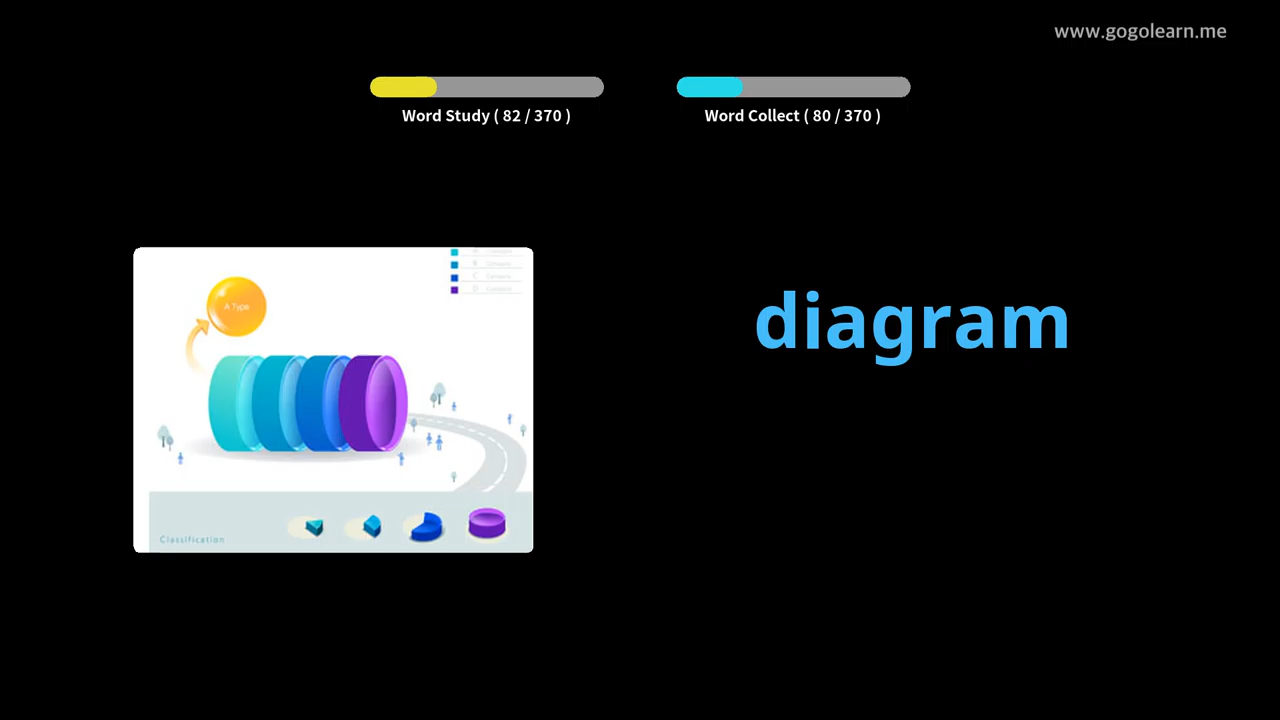 www.gogolearn.me
Word Study ( 82 / 370 )
Word Collect ( 80 / 370 )
A Type
B
C
diagram
Classification